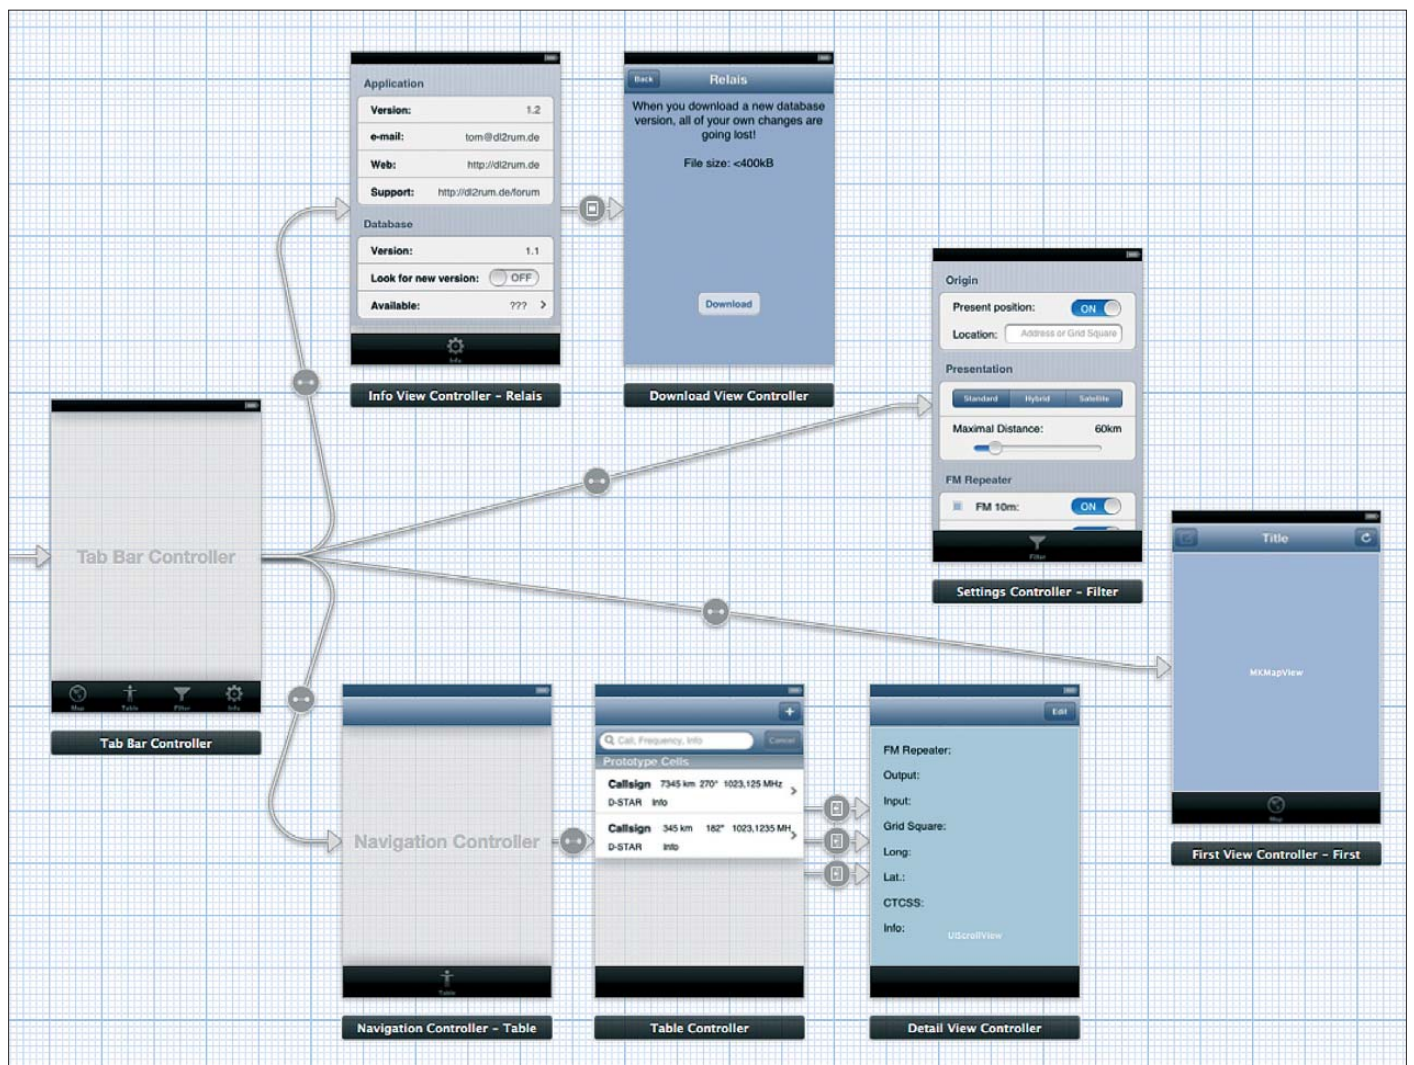 Application
Version: 1.2
e-mail: tom@dl2rum.de
Web: http://dl2rum.de
Support: http://dl2rum.de/forum
Database
Version: 1.1
Look for new version: OFF
Available: ???
Info
Info View Controller – Relais
Back Relais
When you download a new database
version, all of your own changes are
going lost!
File size: <400kB
Download
Download View Controller
Origin
Present position: ON
Location: Address or Grid Square
Presentation
Standard Hybrid Satellite
Maximal Distance: 60km
FM Repeater
FM 10m: ON
Filter
Settings Controller – Filter
Tab Bar Controller
Map Table Filter Info
Tab Bar Controller
Title
MKMapView
Map
First View Controller – First
Navigation Controller
Table
Navigation Controller – Table
+
Call, Frequency, Info Cancel
Prototype Cells
Callsign 7345 km 270° 1023,125 MHz
D-STAR Info
Callsign 345 km 182° 1023,1235 MH
D-STAR Info
Table Controller
Edit
FM Repeater:
Output:
Input:
Grid Square:
Long:
Lat.:
CTCSS:
Info:
UIScrollView
Detail View Controller